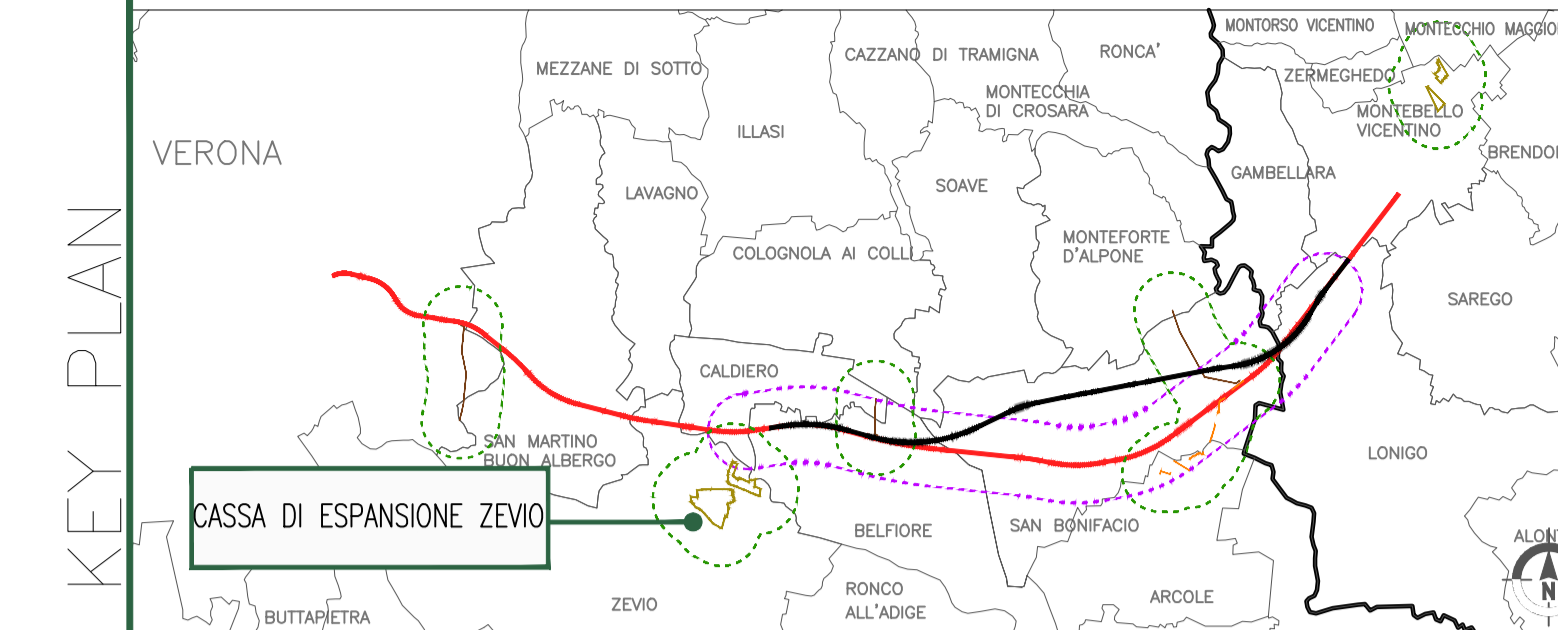 KEY PLAN
MONTORSO VICENTINO
MONTECCHIO MAGGIO
MEZZANE DI SOTTO
CAZZANO DI TRAMIGNA
RONCA'
ZERMEGHEDO
MONTECCHIA
DI CROSARA
MONTEBELLO
VICENTINO
ILLASI
VERONA
BRENDO
GAMBELLARA
LAVAGNO
SOAVE
MONTEFORTE
D'ALPONE
COLOGNOLA AI COLLI
SAREGO
CALDIERO
SAN MARTINO
BUON ALBERGO
LONIGO
CASSA DI ESPANSIONE ZEVIO
BELFIORE
SAN BONIFACIO
ALON
N
RONCO
ALL'ADIGE
ARCOLE
ZEVIO
BUTTAPIETRA